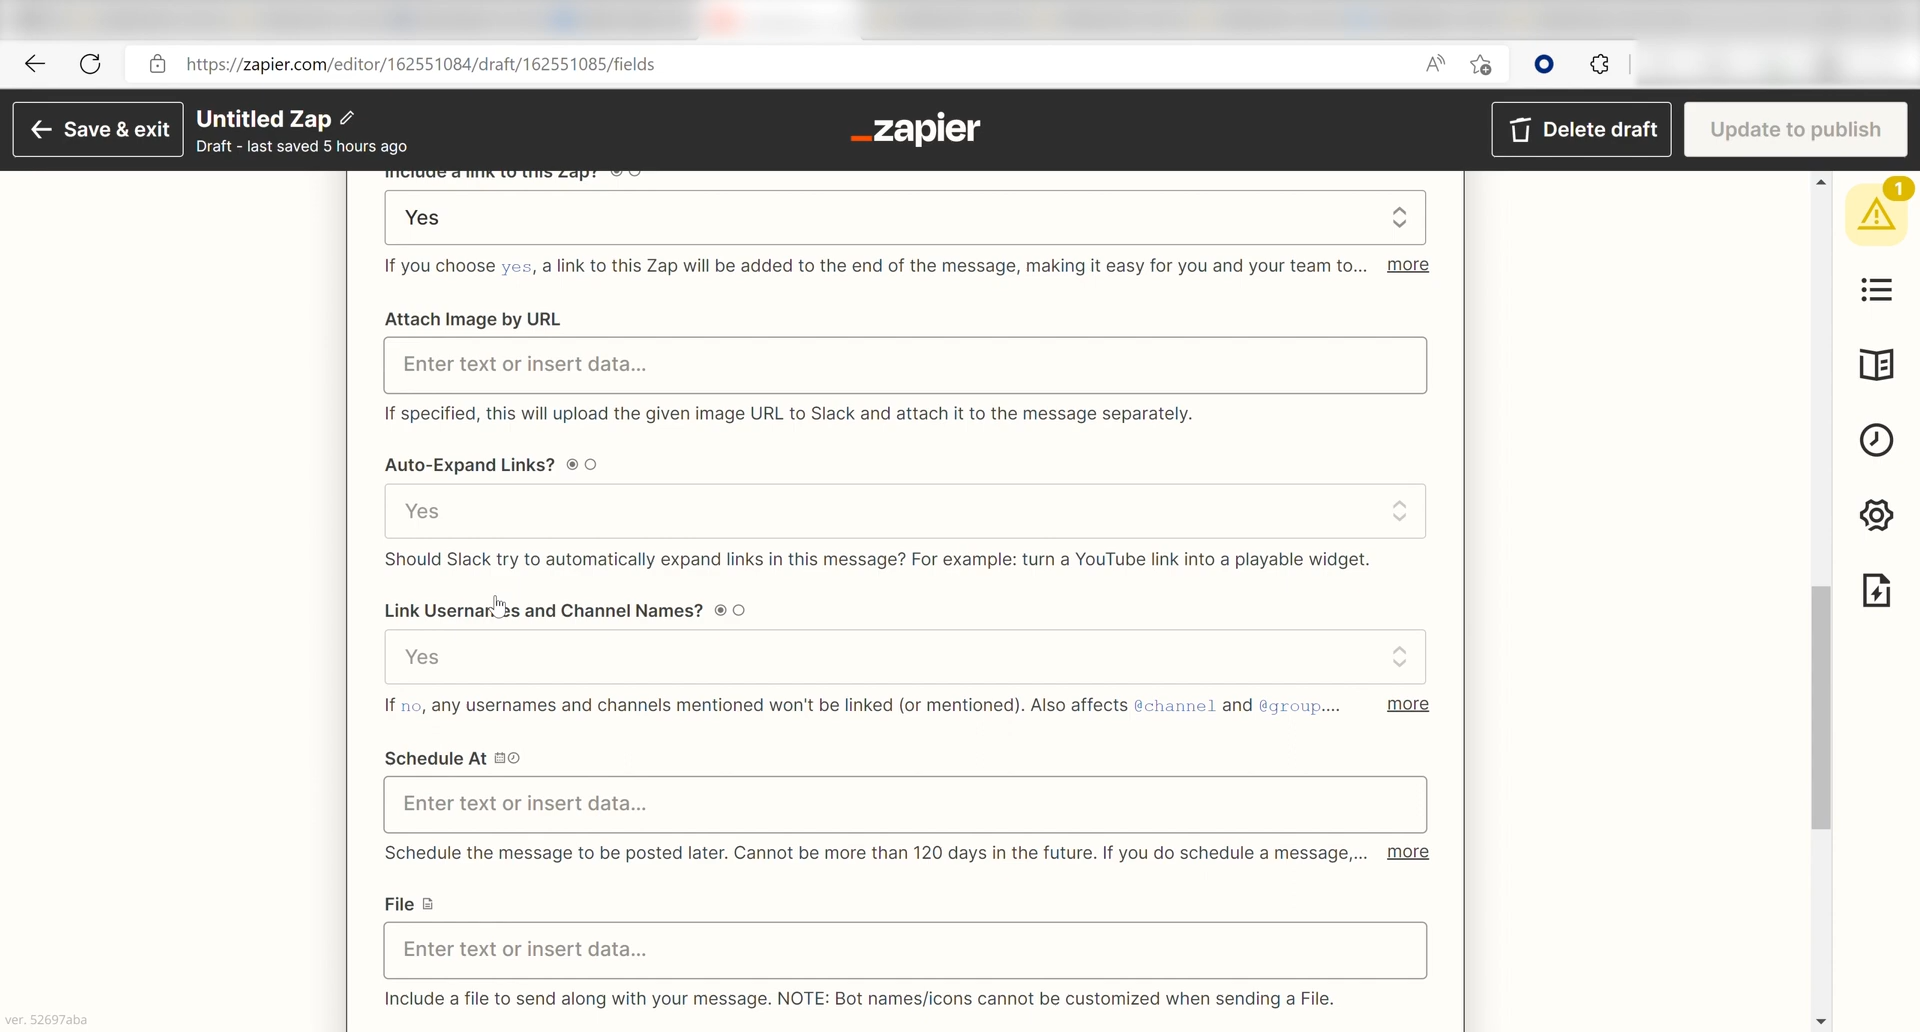 https://zapier.com/editor/162551084/draft/162551085/fields
Save & exit
Untitled Zap
Draft - last saved 5 hours ago
_zapier
Delete draft
Update to publish
1
Include a link to this Zap?
Yes
If you choose yes, a link to this Zap will be added to the end of the message, making it easy for you and your team to... more
Attach Image by URL
Enter text or insert data...
If specified, this will upload the given image URL to Slack and attach it to the message separately.
Auto-Expand Links?
Yes
Should Slack try to automatically expand links in this message? For example: turn a YouTube link into a playable widget.
Link Usernames and Channel Names?
Yes
If no, any usernames and channels mentioned won't be linked (or mentioned). Also affects @channel and @group.... more
Schedule At
Enter text or insert data...
Schedule the message to be posted later. Cannot be more than 120 days in the future. If you do schedule a message,... more
File
Enter text or insert data...
Include a file to send along with your message. NOTE: Bot names/icons cannot be customized when sending a File.
ver. 52697aba